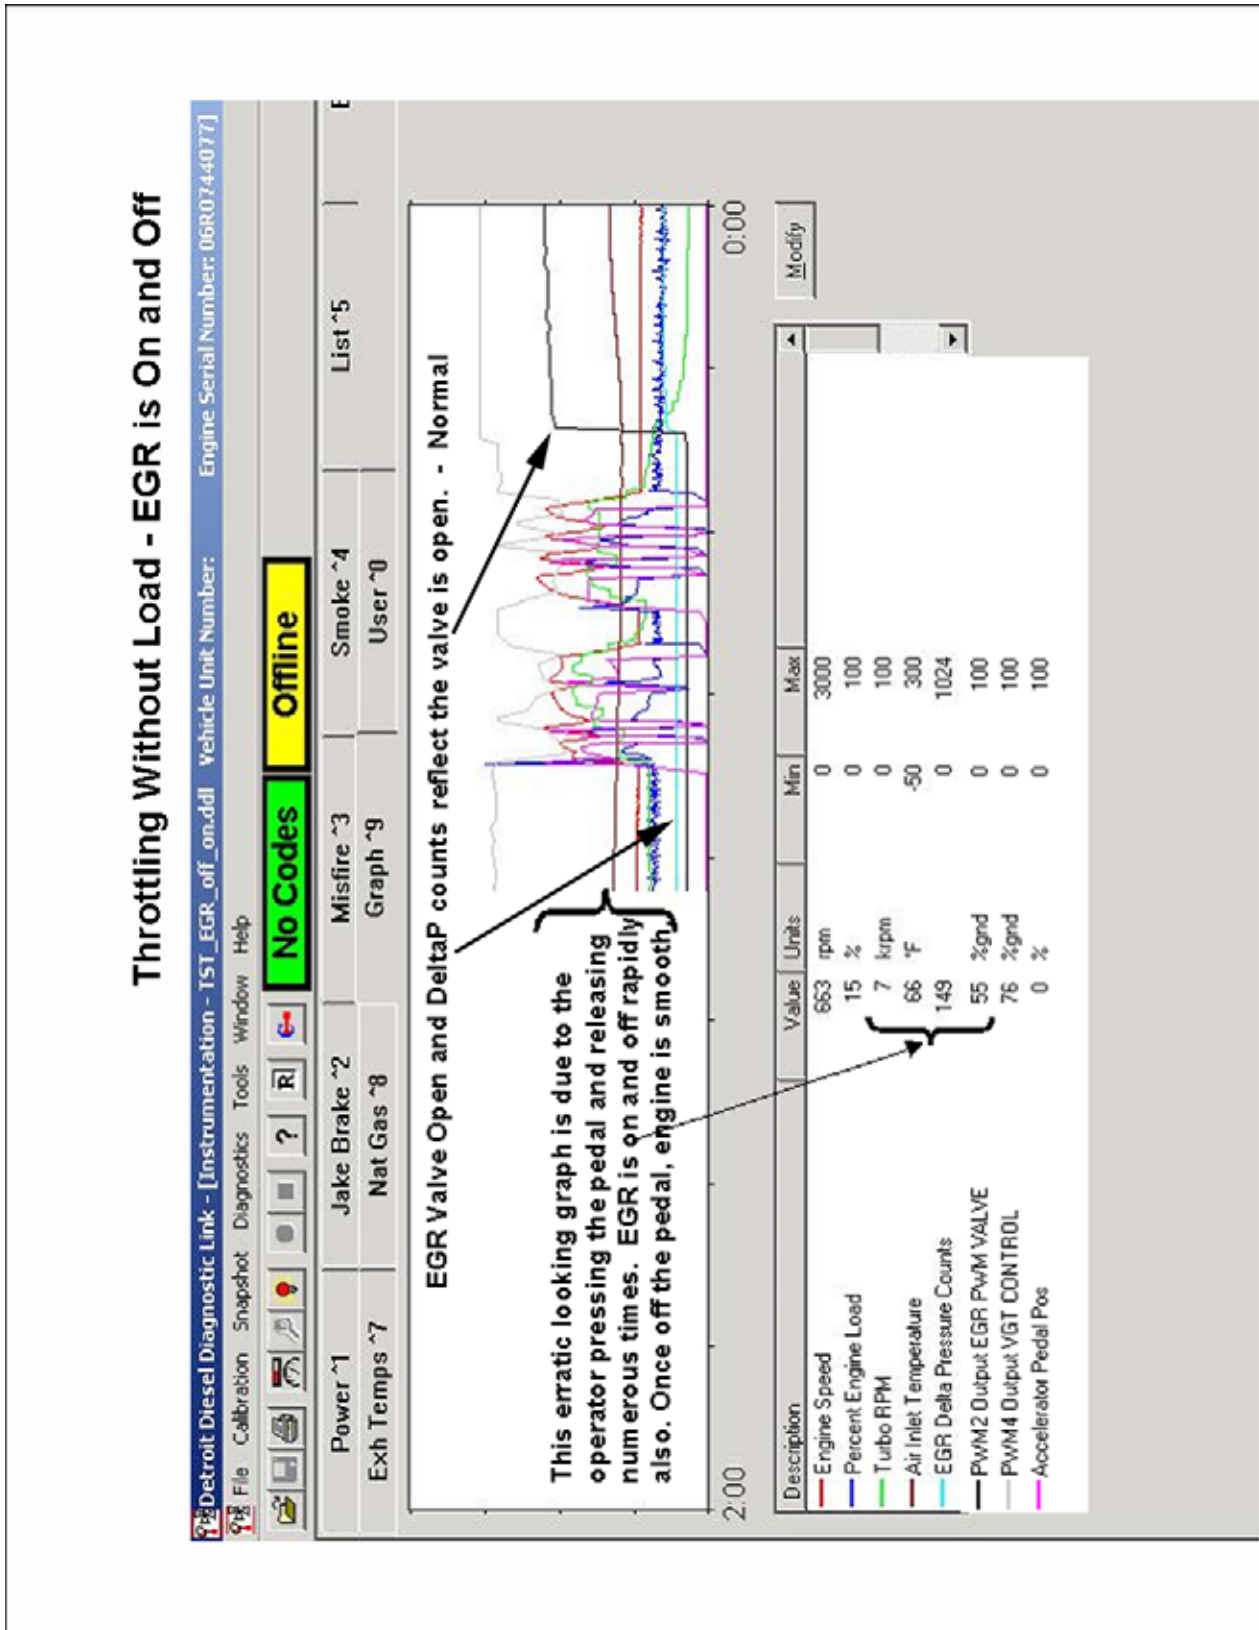 Throttling Without Load - EGR is On and Off
Detroit Diesel Diagnostic Link - [Instrumentation - TST_EGR_off_on.ddl Vehicle Unit Number: Engine Serial Number: 06R0744077]
File Calibration Snapshot Diagnostics Tools Window Help
? R No Codes Offline
Power ^1 Jake Brake ^2 Misfire ^3 Smoke ^4 List ^5
Exh Temps ^7 Nat Gas ^8 Graph ^9 User ^0
EGR Valve Open and DeltaP counts reflect the valve is open. - Normal
This erratic looking graph is due to the
operator pressing the pedal and releasing
numerous times. EGR is on and off rapidly
also. Once off the pedal, engine is smooth.
2:00 0:00
Description Value Units Min Max
Modify
Engine Speed 663 rpm 0 3000
Percent Engine Load 15 % 0 100
Turbo RPM 7 krpm 0 100
Air Inlet Temperature 66 °F -50 300
EGR Delta Pressure Counts 149 0 1024
PWM2 Output EGR PWM VALVE 55 %gnd 0 100
PWM4 Output VGT CONTROL 76 %gnd 0 100
Accelerator Pedal Pos 0 % 0 100